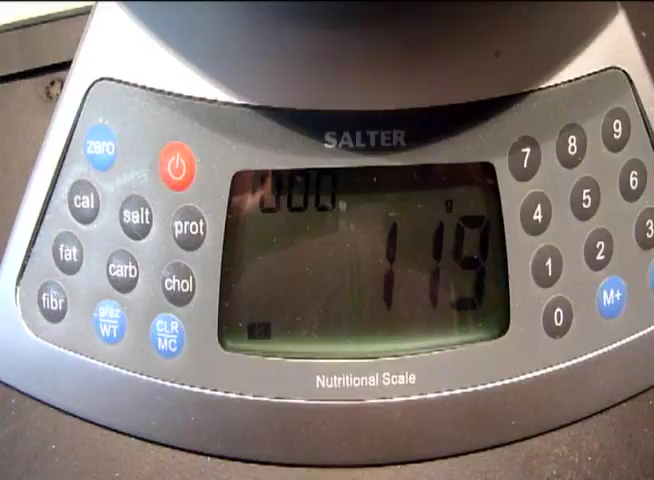 SALTER
zero
cal
salt
prot
fat
carb
chol
fibr
g/oz
WT
CLR
MC
000
g
119
7 8 9
4 5 6
1 2 3
0 M+
Nutritional Scale